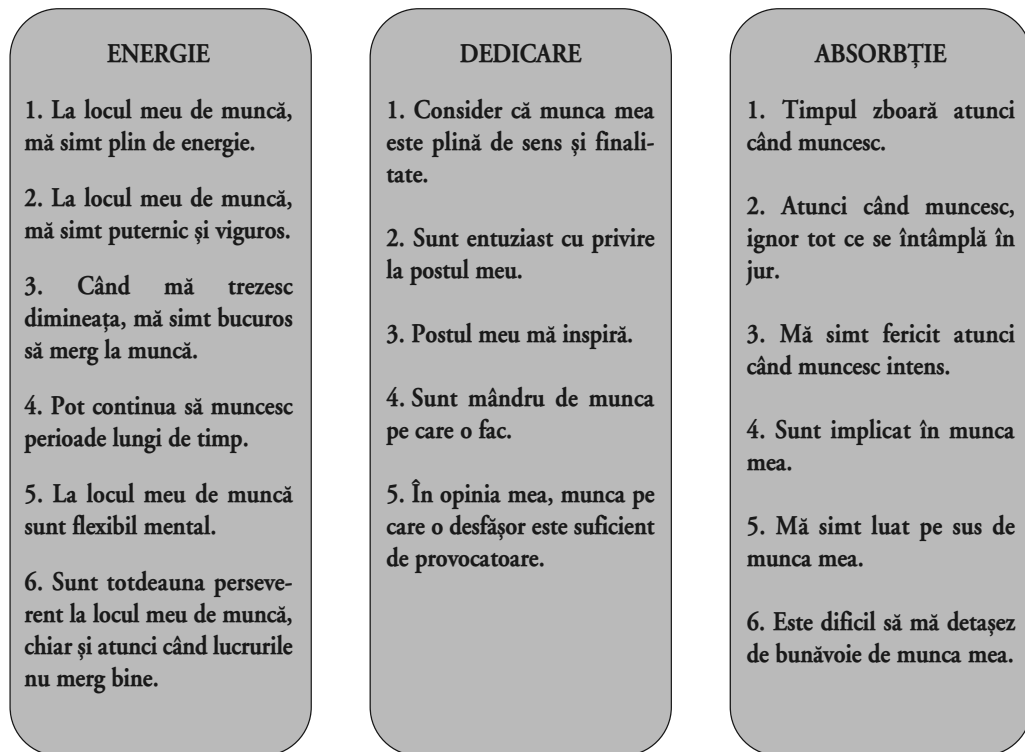 ENERGIE
1. La locul meu de muncă,
mă simt plin de energie.
2. La locul meu de muncă,
mă simt puternic și viguros.
3. Când mă trezesc
dimineața, mă simt bucuros
să merg la muncă.
4. Pot continua să muncesc
perioade lungi de timp.
5. La locul meu de muncă
sunt flexibil mental.
6. Sunt totdeauna perseve-
rent la locul meu de muncă,
chiar și atunci când lucrurile
nu merg bine.
DEDICARE
1. Consider că munca mea
este plină de sens și finali-
tate.
2. Sunt entuziast cu privire
la postul meu.
3. Postul meu mă inspiră.
4. Sunt mândru de munca
pe care o fac.
5. În opinia mea, munca pe
care o desfășor este suficient
de provocatoare.
ABSORBȚIE
1. Timpul zboară atunci
când muncesc.
2. Atunci când muncesc,
ignor tot ce se întâmplă în
jur.
3. Mă simt fericit atunci
când muncesc intens.
4. Sunt implicat în munca
mea.
5. Mă simt luat pe sus de
munca mea.
6. Este dificil să mă detașez
de bunăvoie de munca mea.